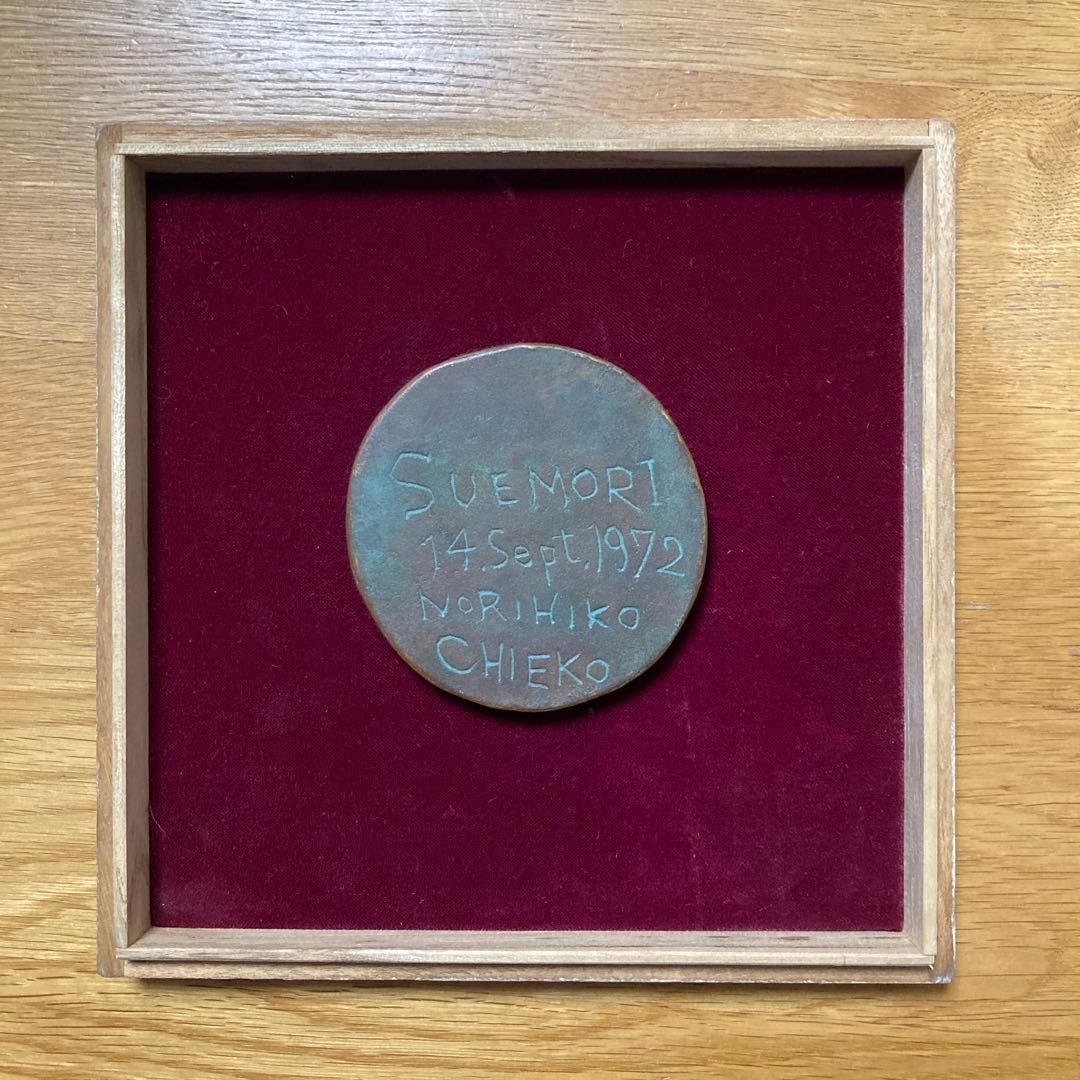 SUEMORI
14.Sept.1972
NORIHIKO
CHIEKO